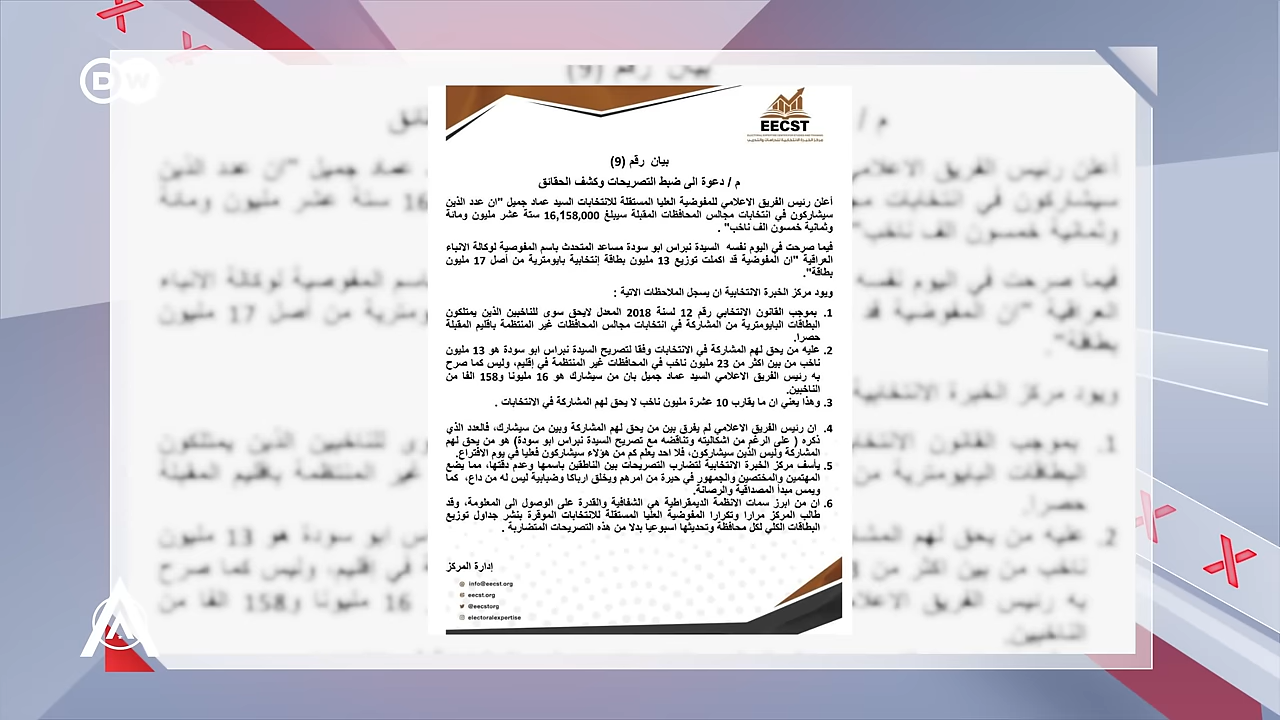 DW
بيان رقم (9)
EECST
بيان رقم (9)
م / دعوة الى ضبط التصريحات وكشف الحقائق
أعلن رئيس الفريق الاعلامي للمفوضية العليا المستقلة للانتخابات السيد عماد جميل "ان عدد الذين
سيشاركون في انتخابات مجالس المحافظات المقبلة سيبلغ 16,158,000 ستة عشر مليون ومائة
وثمانية خمسون الف ناخب" .
فيما صرحت في اليوم نفسه السيدة نبراس ابو سودة مساعد المتحدث باسم المفوصية لوكالة الانباء
العراقية "ان المفوضية قد اكملت توزيع 13 مليون بطاقة إنتخابية بايومترية من أصل 17 مليون
بطاقة".
ويود مركز الخبرة الانتخابية ان يسجل الملاحظات الاتية :
1. بموجب القانون الانتخابي رقم 12 لسنة 2018 المعدل لايحق سوى للناخبين الذين يمتلكون
البطاقات البايومترية من المشاركة في انتخابات مجالس المحافظات غير المنتظمة باقليم المقبلة
حصرا.
2. عليه من يحق لهم المشاركة في الانتخابات وفقا لتصريح السيدة نبراس ابو سودة هو 13 مليون
ناخب من بين اكثر من 23 مليون ناخب في المحافظات غير المنتظمة في إقليم، وليس كما صرح
به رئيس الفريق الاعلامي السيد عماد جميل بان من سيشارك هو 16 مليونا و158 الفا من
الناخبين.
3. وهذا يعني ان ما يقارب 10 عشرة مليون ناخب لا يحق لهم المشاركة في الانتخابات .
4. ان رئيس الفريق الاعلامي لم يفرق بين من يحق لهم المشاركة وبين من سيشارك، فالعدد الذي
ذكره ( على الرغم من اشكاليته وتناقضه مع تصريح السيدة نبراس ابو سودة) هو من يحق لهم
المشاركة وليس الذين سيشاركون، فلا احد يعلم كم من هؤلاء سيشاركون فعليا في يوم الاقتراع.
5. يأسف مركز الخبرة الانتخابية لتضارب التصريحات بين الناطقين باسمها وعدم دقتها، مما يضع
المهتمين والمختصين والجمهور في حيرة من امرهم ويخلق ارباكا وضبابية ليس له من داع، كما
ويمس مبدأ المصداقية والرصانة.
6. ان من ابرز سمات الانظمة الديمقراطية هي الشفافية والقدرة على الوصول الى المعلومة، وقد
طالب المركز مرارا وتكرارا المفوضية العليا المستقلة للانتخابات الموقرة بنشر جداول توزيع
البطاقات الكلي لكل محافظة وتحديثها اسبوعيا بدلا من هذه التصريحات المتضاربة .
إدارة المركز
info@eecst.org
eecst.org
@eecstorg
electoralexpertise